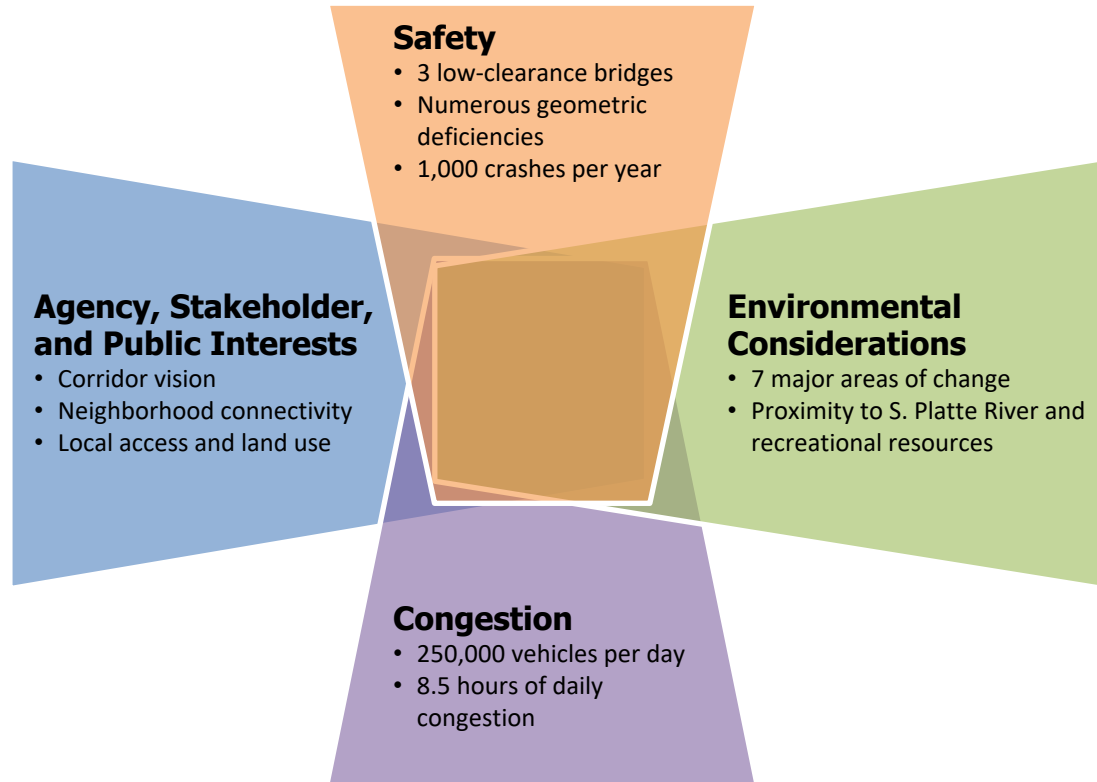 Safety
• 3 low-clearance bridges
• Numerous geometric
deficiencies
• 1,000 crashes per year
Agency, Stakeholder,
and Public Interests
• Corridor vision
• Neighborhood connectivity
• Local access and land use
Environmental
Considerations
• 7 major areas of change
• Proximity to S. Platte River and
recreational resources
Congestion
• 250,000 vehicles per day
• 8.5 hours of daily
congestion